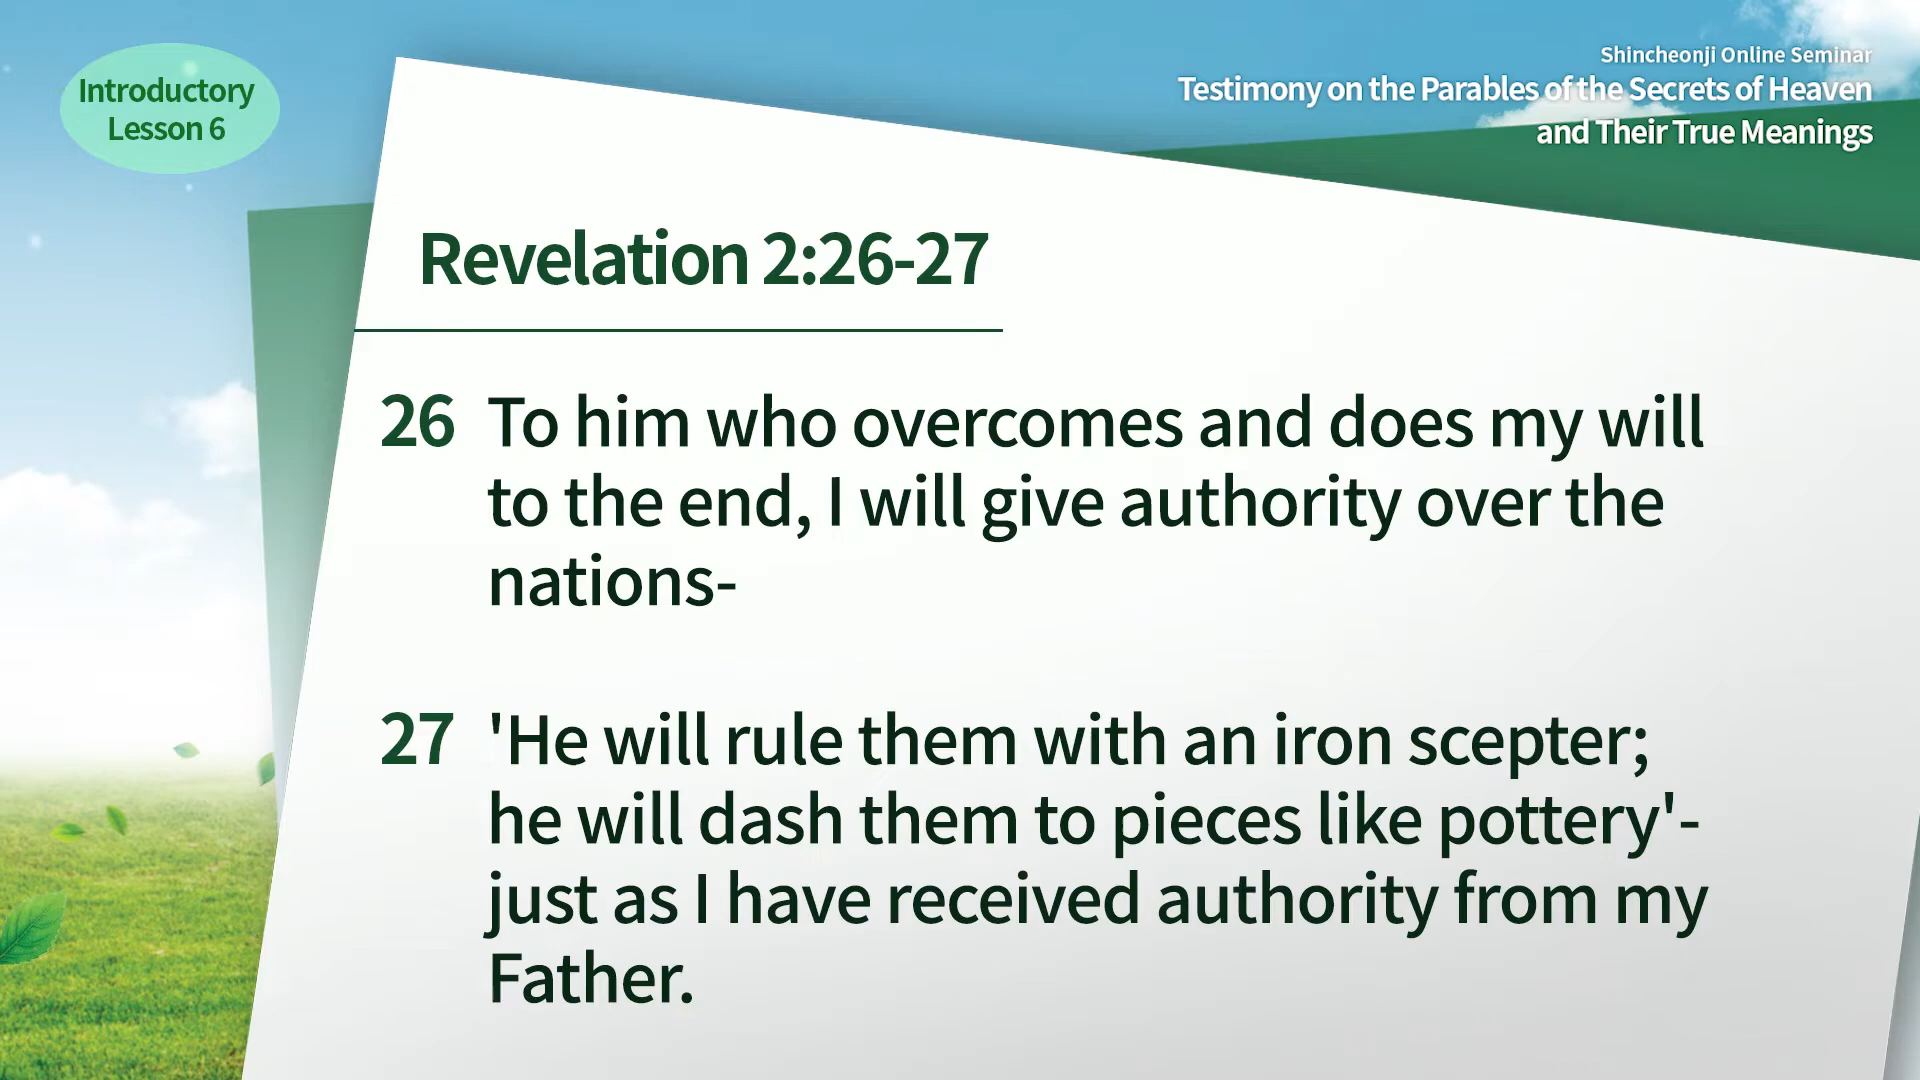 Introductory
Lesson 6
Shincheonji Online Seminar
Testimony on the Parables of the Secrets of Heaven
and Their True Meanings
Revelation 2:26-27
26 To him who overcomes and does my will
to the end, I will give authority over the
nations-
27 'He will rule them with an iron scepter;
he will dash them to pieces like pottery'-
just as I have received authority from my
Father.